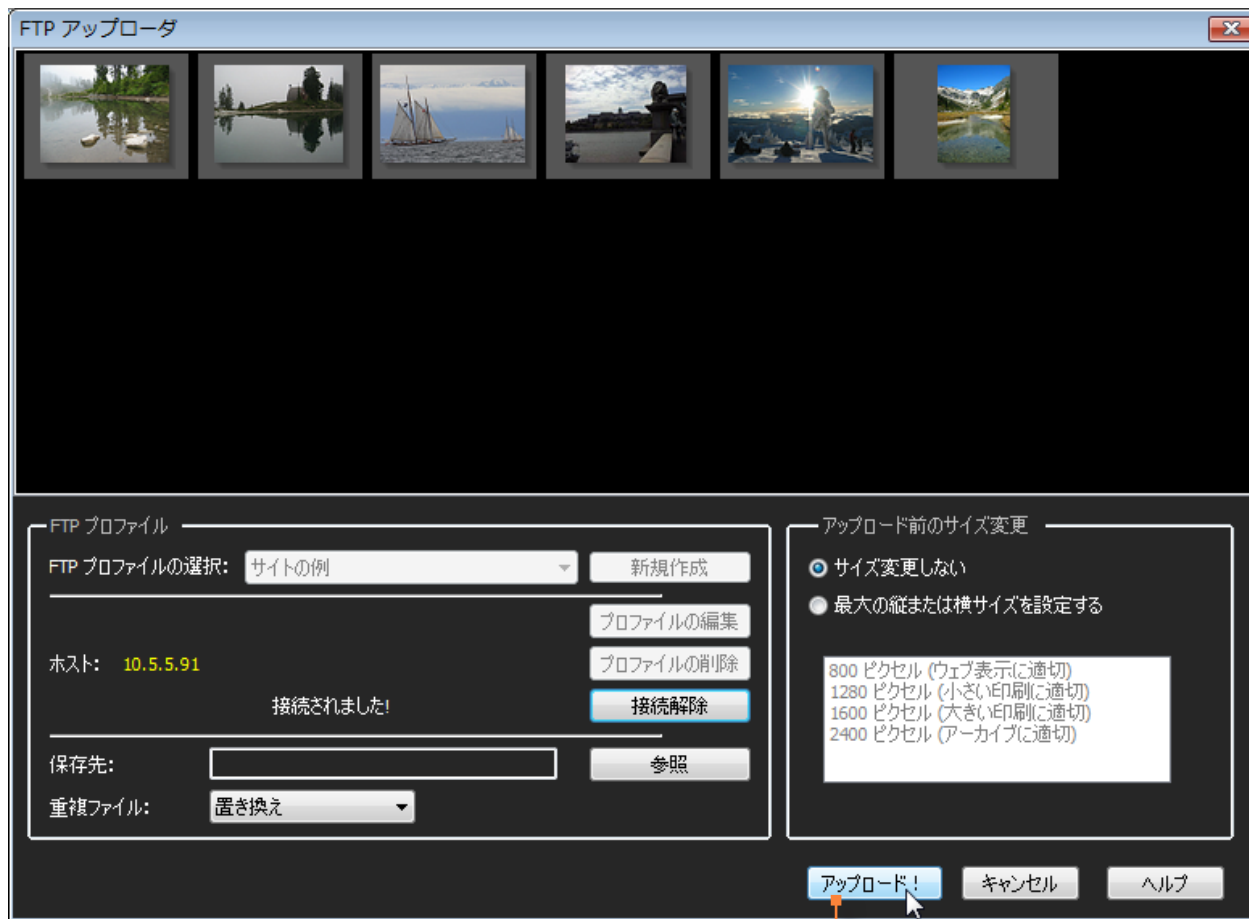 FTP アップローダ
FTP プロファイル
FTP プロファイルの選択: サイトの例 新規作成
プロファイルの編集
ホスト: 10.5.5.91 プロファイルの削除
接続されました! 接続解除
保存先: 参照
重複ファイル: 置き換え
アップロード前のサイズ変更
サイズ変更しない
最大の縦または横サイズを設定する
800 ピクセル (ウェブ表示に適切)
1280 ピクセル (小さい印刷に適切)
1600 ピクセル (大きい印刷に適切)
2400 ピクセル (アーカイブに適切)
アップロード! キャンセル ヘルプ